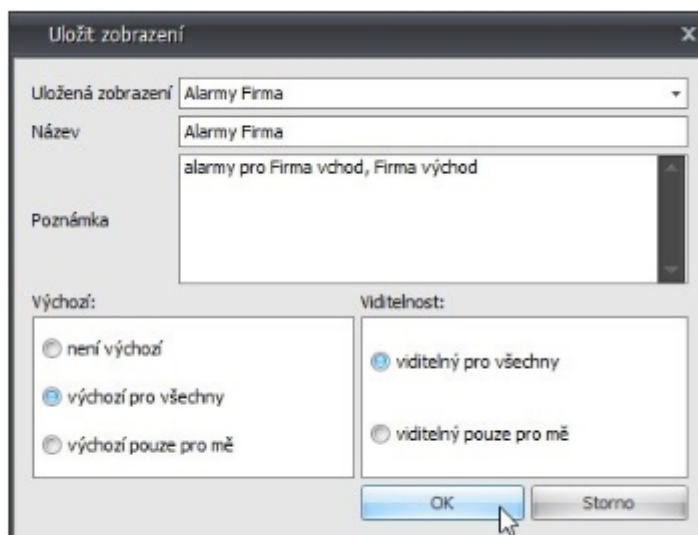 Uložit zobrazení
Uložená zobrazení Alarmy Firma
Název Alarmy Firma
alarmy pro Firma vchod, Firma východ
Poznámka
Výchozí:
není výchozí
výchozí pro všechny
výchozí pouze pro mě
Viditelnost:
viditelný pro všechny
viditelný pouze pro mě
OK Storno